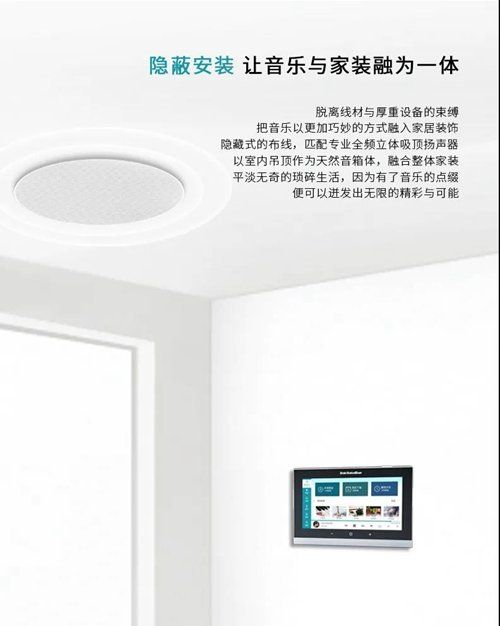 隐蔽安装 让音乐与家装融为一体
脱离线材与厚重设备的束缚
把音乐以更加巧妙的方式融入家居装饰
隐藏式的布线，匹配专业全频立体吸顶扬声器
以室内吊顶作为天然音箱体，融合整体家装
平淡无奇的琐碎生活，因为有了音乐的点缀
便可以迸发出无限的精彩与可能